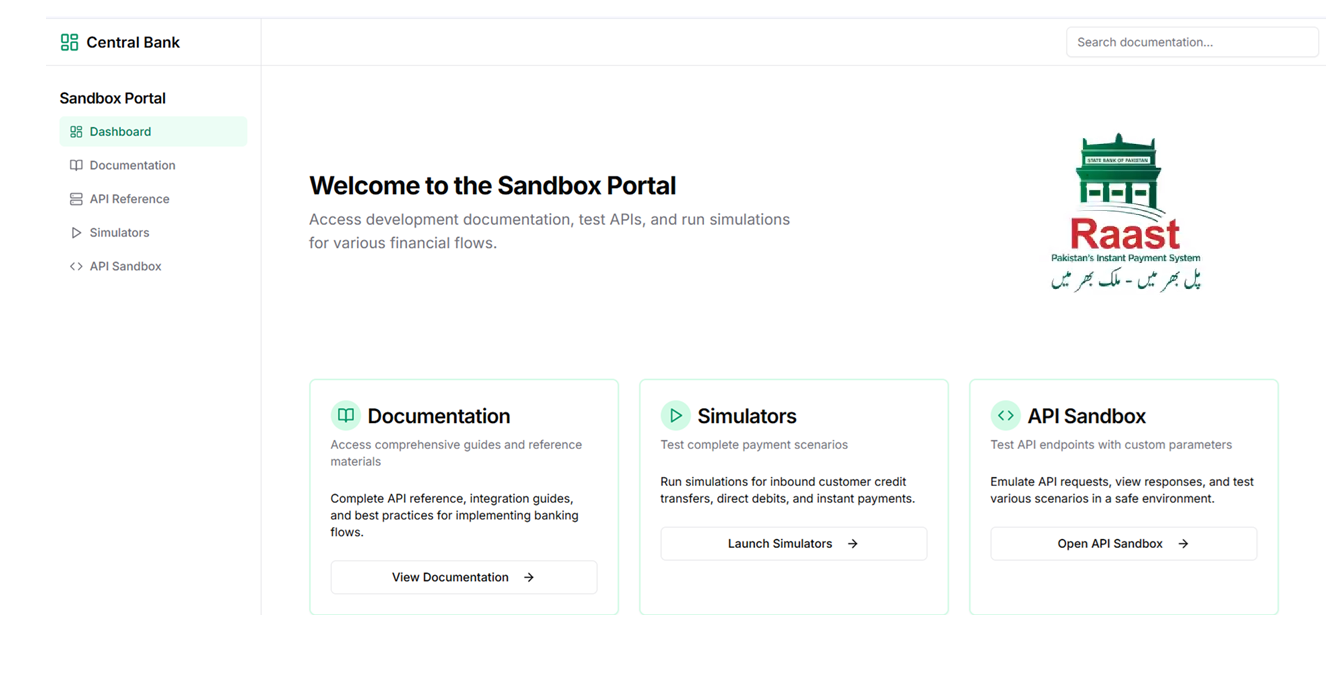 Central Bank
Search documentation...
Sandbox Portal
Dashboard
Documentation
API Reference
Simulators
API Sandbox
Welcome to the Sandbox Portal
Access development documentation, test APIs, and run simulations
for various financial flows.
STATE BANK OF PAKISTAN
Raast
Pakistan's Instant Payment System
پل بھر میں - ملک بھر میں
Documentation
Access comprehensive guides and reference
materials
Complete API reference, integration guides,
and best practices for implementing banking
flows.
View Documentation
Simulators
Test complete payment scenarios
Run simulations for inbound customer credit
transfers, direct debits, and instant payments.
Launch Simulators
API Sandbox
Test API endpoints with custom parameters
Emulate API requests, view responses, and test
various scenarios in a safe environment.
Open API Sandbox